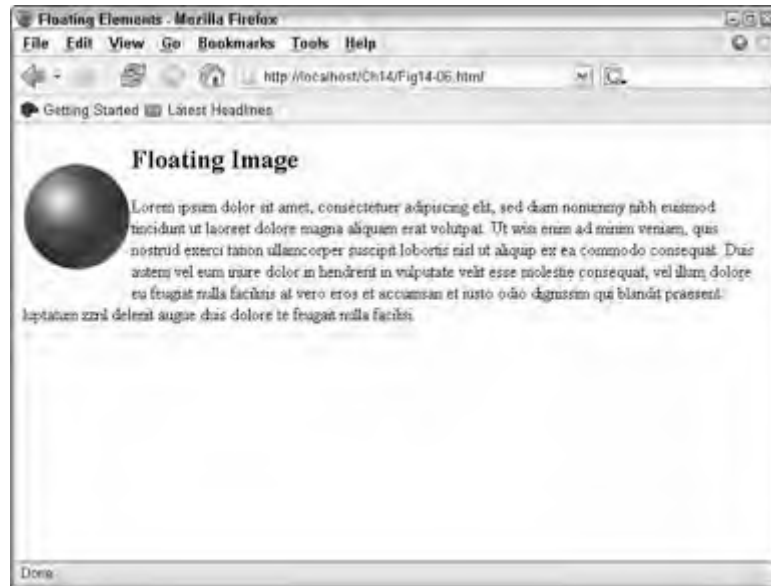 Floating Elements - Mozilla Firefox
File Edit View Go Bookmarks Tools Help
http://localhost/Ch14/Fig14-06.html
Getting Started Latest Headlines
Floating Image
Lorem ipsum dolor sit amet, consectetuer adipiscing elit, sed diam nonummy nibh euismod
tincidunt ut laoreet dolore magna aliquam erat volutpat. Ut wisi enim ad minim veniam, quis
nostrud exerci tation ullamcorper suscipit lobortis nisl ut aliquip ex ea commodo consequat. Duis
autem vel eum iriure dolor in hendrerit in vulputate velit esse molestie consequat, vel illum dolore
eu feugiat nulla facilisis at vero eros et accumsan et iusto odio dignissim qui blandit praesent
luptatum zzril delenit augue duis dolore te feugait nulla facilisi.
Done